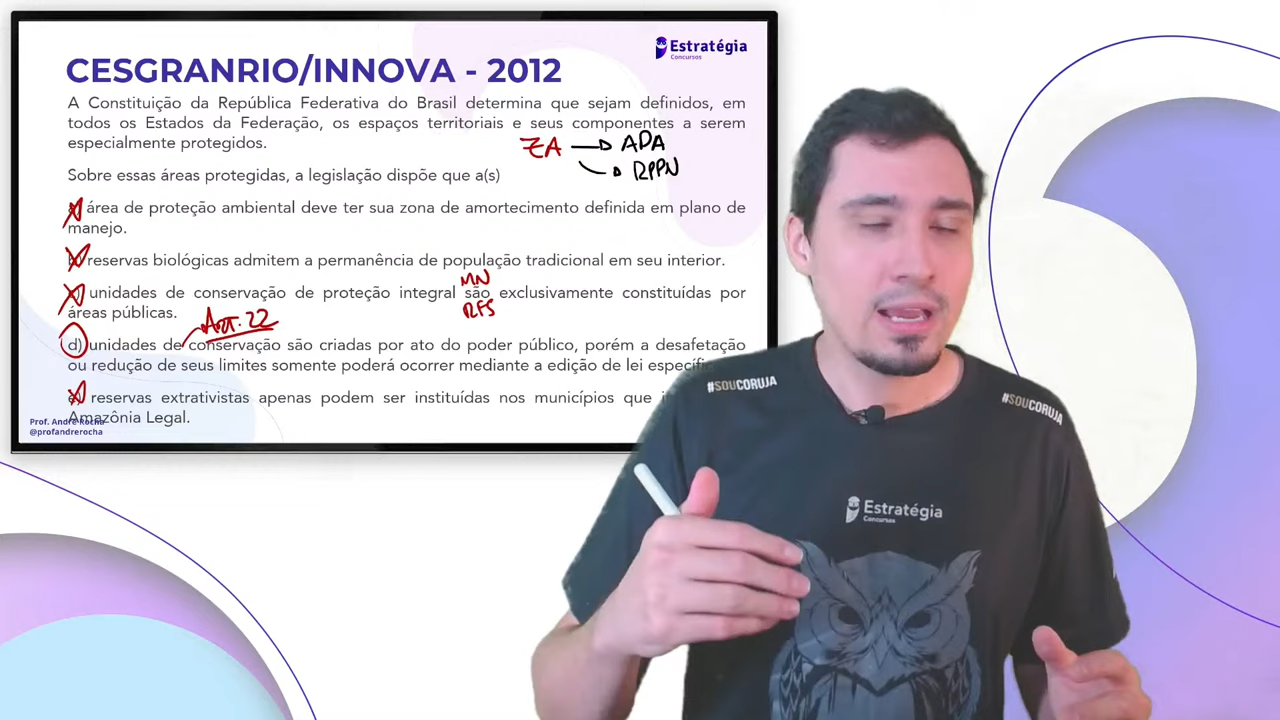 Estratégia
Concursos
CESGRANRIO/INNOVA - 2012
A Constituição da República Federativa do Brasil determina que sejam definidos, em
todos os Estados da Federação, os espaços territoriais e seus componentes a serem
especialmente protegidos.
ZA → APA
→ RPPN
Sobre essas áreas protegidas, a legislação dispõe que a(s)
área de proteção ambiental deve ter sua zona de amortecimento definida em plano de
manejo.
reservas biológicas admitem a permanência de população tradicional em seu interior.
MN
unidades de conservação de proteção integral são exclusivamente constituídas por
áreas públicas.
RFS
Art. 22
d) unidades de conservação são criadas por ato do poder público, porém a desafetação
ou redução de seus limites somente poderá ocorrer mediante a edição de lei
reservas extrativistas apenas podem ser instituídas nos municípios que
Amazônia Legal.
Prof. André Rocha
@profandrerocha
#SOUCORUJA
#SOUCORUJA
Estratégia
Concursos